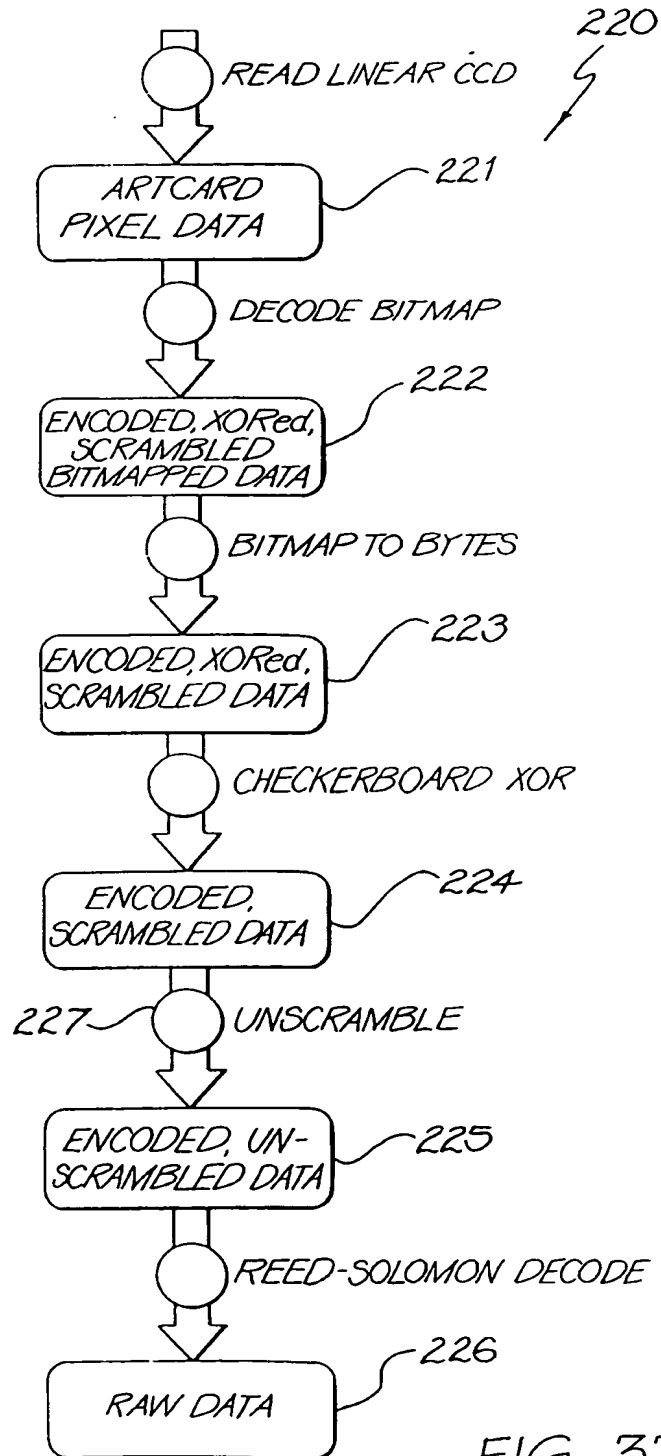 220
READ LINEAR CCD
221
ARTCARD
PIXEL DATA
DECODE BITMAP
222
ENCODED, XORed,
SCRAMBLED
BITMAPPED DATA
BITMAP TO BYTES
223
ENCODED, XORed,
SCRAMBLED DATA
CHECKERBOARD XOR
224
ENCODED,
SCRAMBLED DATA
227
UNSCRAMBLE
225
ENCODED, UN-
SCRAMBLED DATA
REED-SOLOMON DECODE
226
RAW DATA
FIG.